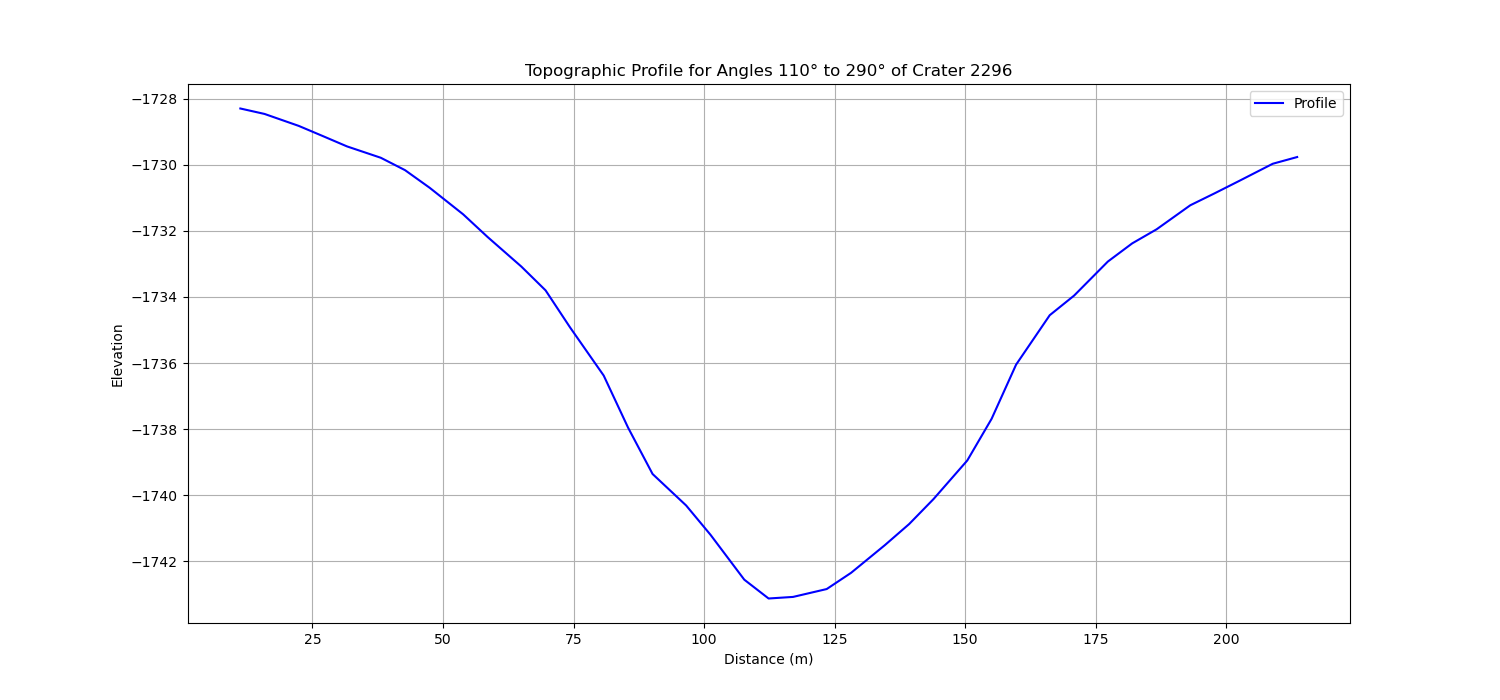 Topographic Profile for Angles 110° to 290° of Crater 2296
Profile
−1728
−1730
−1732
−1734
−1736
−1738
−1740
−1742
Elevation
25 50 75 100 125 150 175 200
Distance (m)